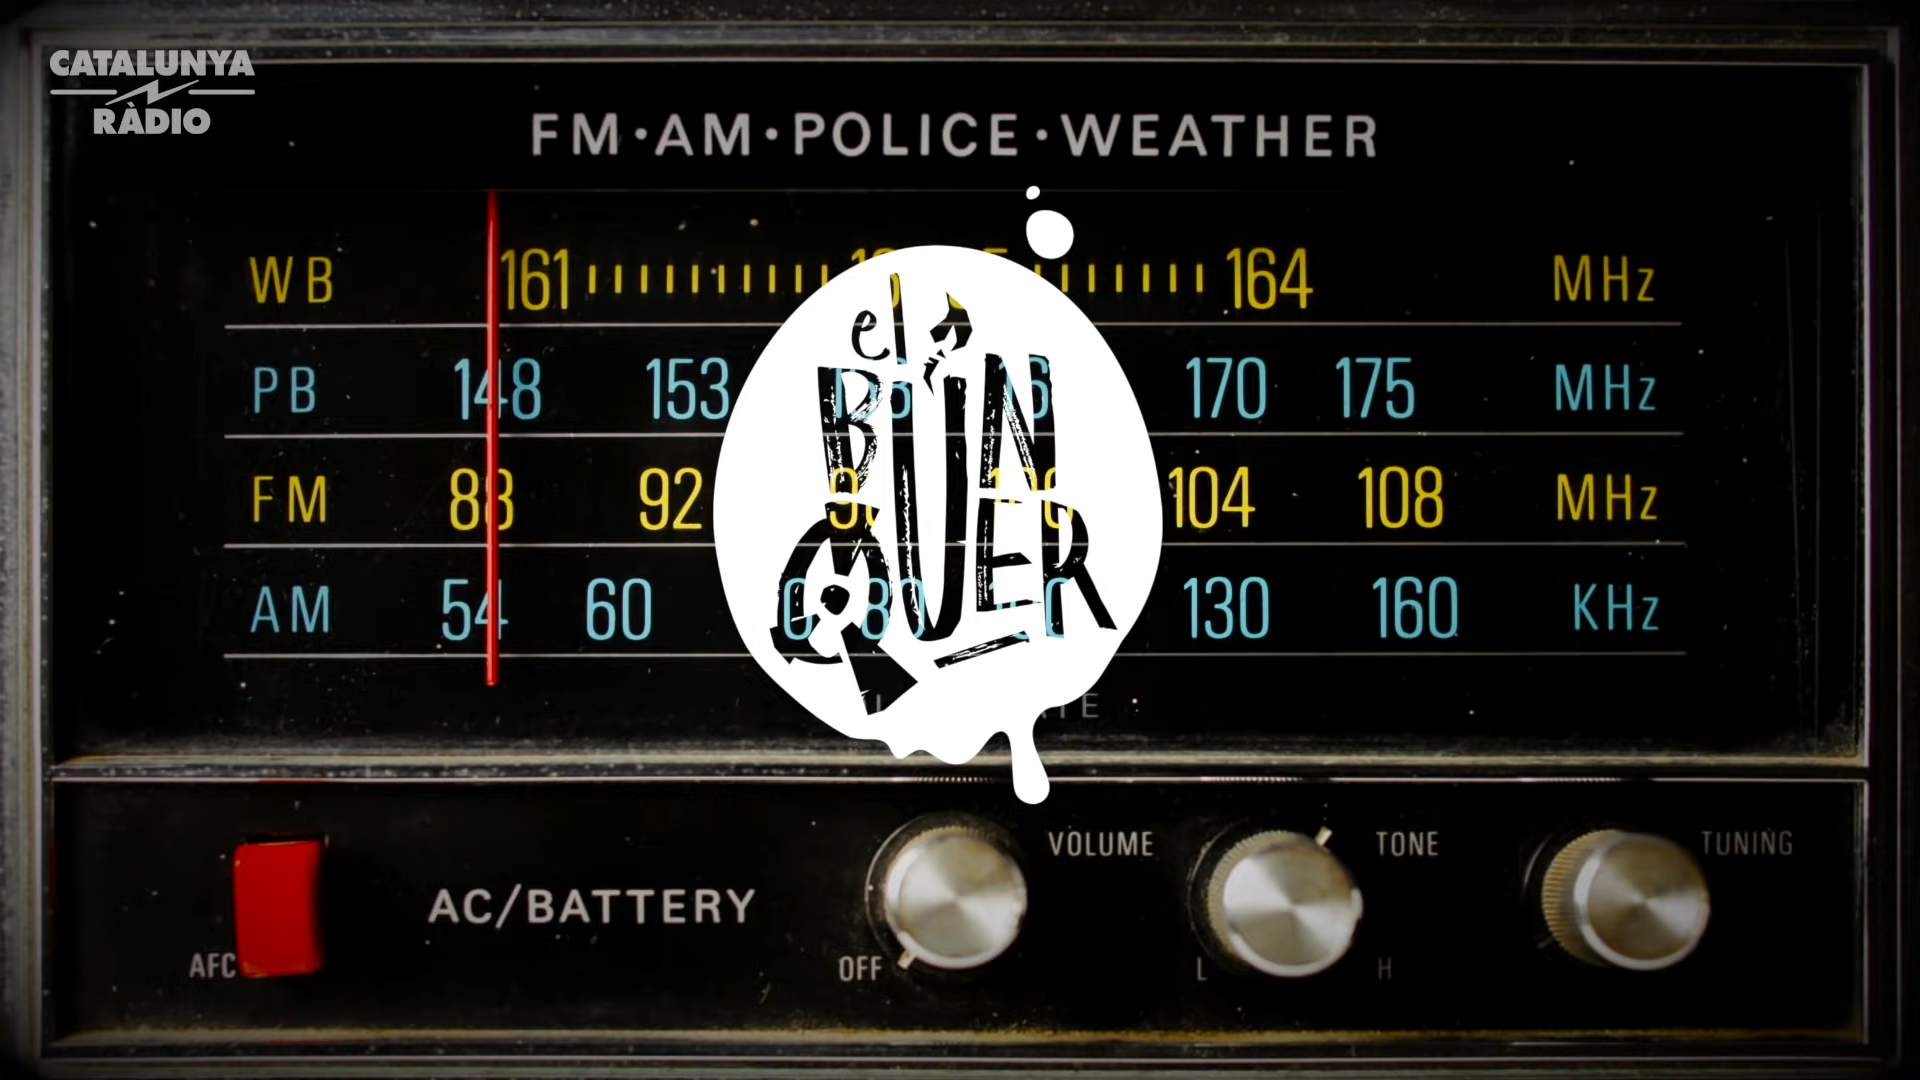 CATALUNYA
RÀDIO
FM·AM·POLICE·WEATHER
WB 161 164 MHz
PB 148 153 170 175 MHz
FM 88 92 104 108 MHz
AM 54 60 130 160 KHz
el BÚNQUER
AC/BATTERY
VOLUME
TONE
TUNING
AFC
OFF
L
H